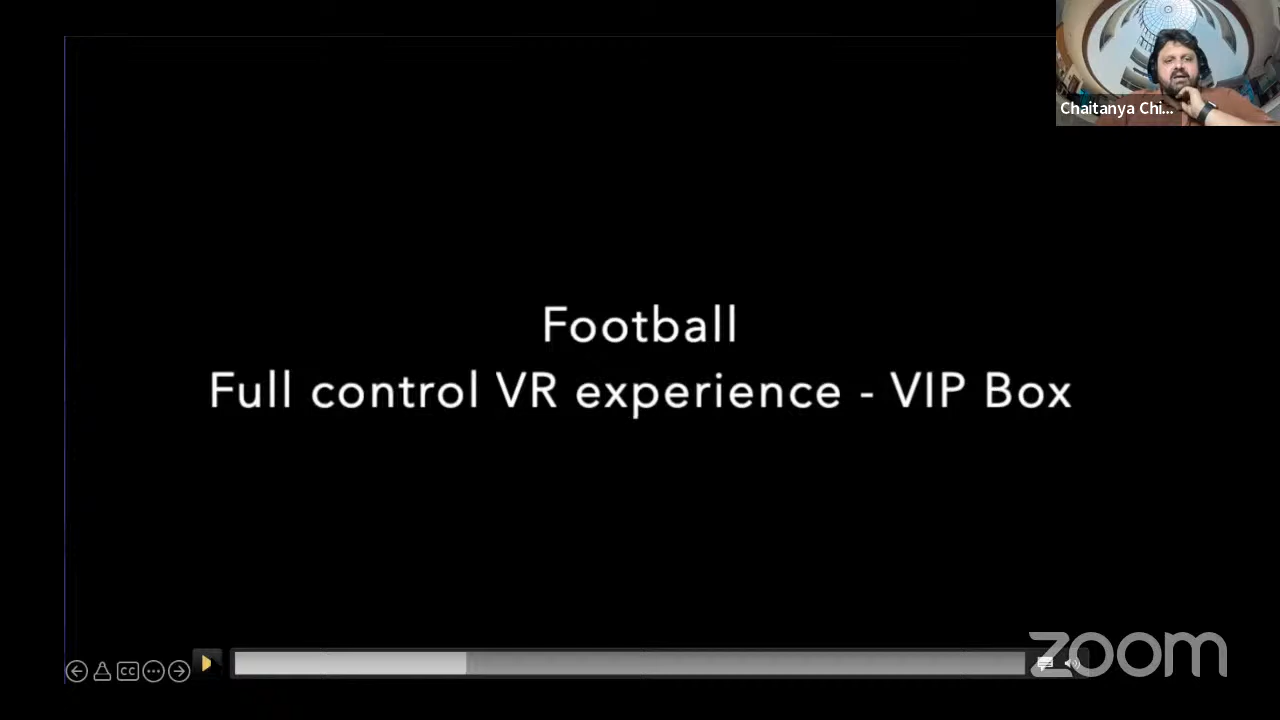 Chaitanya Chi...
Football
Full control VR experience - VIP Box
CC
zoom